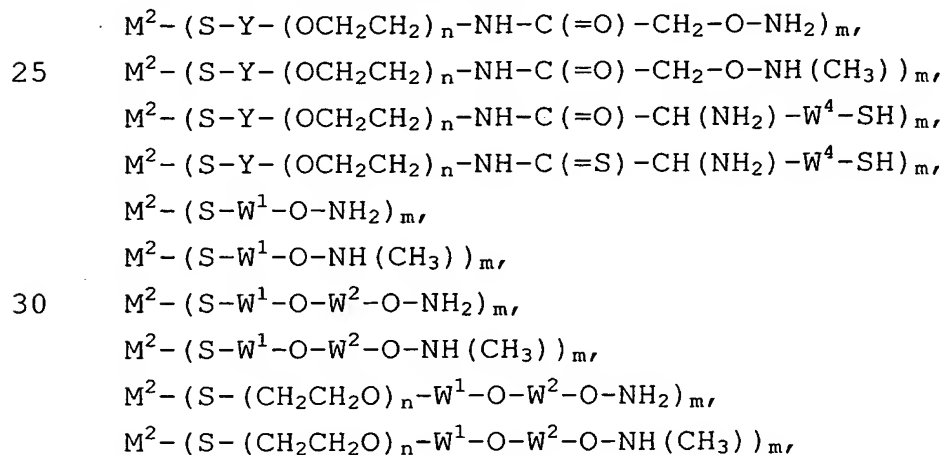 M²-(S-Y-(OCH₂CH₂)ₙ-NH-C(=O)-CH₂-O-NH₂)ₘ,
25 M²-(S-Y-(OCH₂CH₂)ₙ-NH-C(=O)-CH₂-O-NH(CH₃))ₘ,
M²-(S-Y-(OCH₂CH₂)ₙ-NH-C(=O)-CH(NH₂)-W⁴-SH)ₘ,
M²-(S-Y-(OCH₂CH₂)ₙ-NH-C(=S)-CH(NH₂)-W⁴-SH)ₘ,
M²-(S-W¹-O-NH₂)ₘ,
M²-(S-W¹-O-NH(CH₃))ₘ,
30 M²-(S-W¹-O-W²-O-NH₂)ₘ,
M²-(S-W¹-O-W²-O-NH(CH₃))ₘ,
M²-(S-(CH₂CH₂O)ₙ-W¹-O-W²-O-NH₂)ₘ,
M²-(S-(CH₂CH₂O)ₙ-W¹-O-W²-O-NH(CH₃))ₘ,